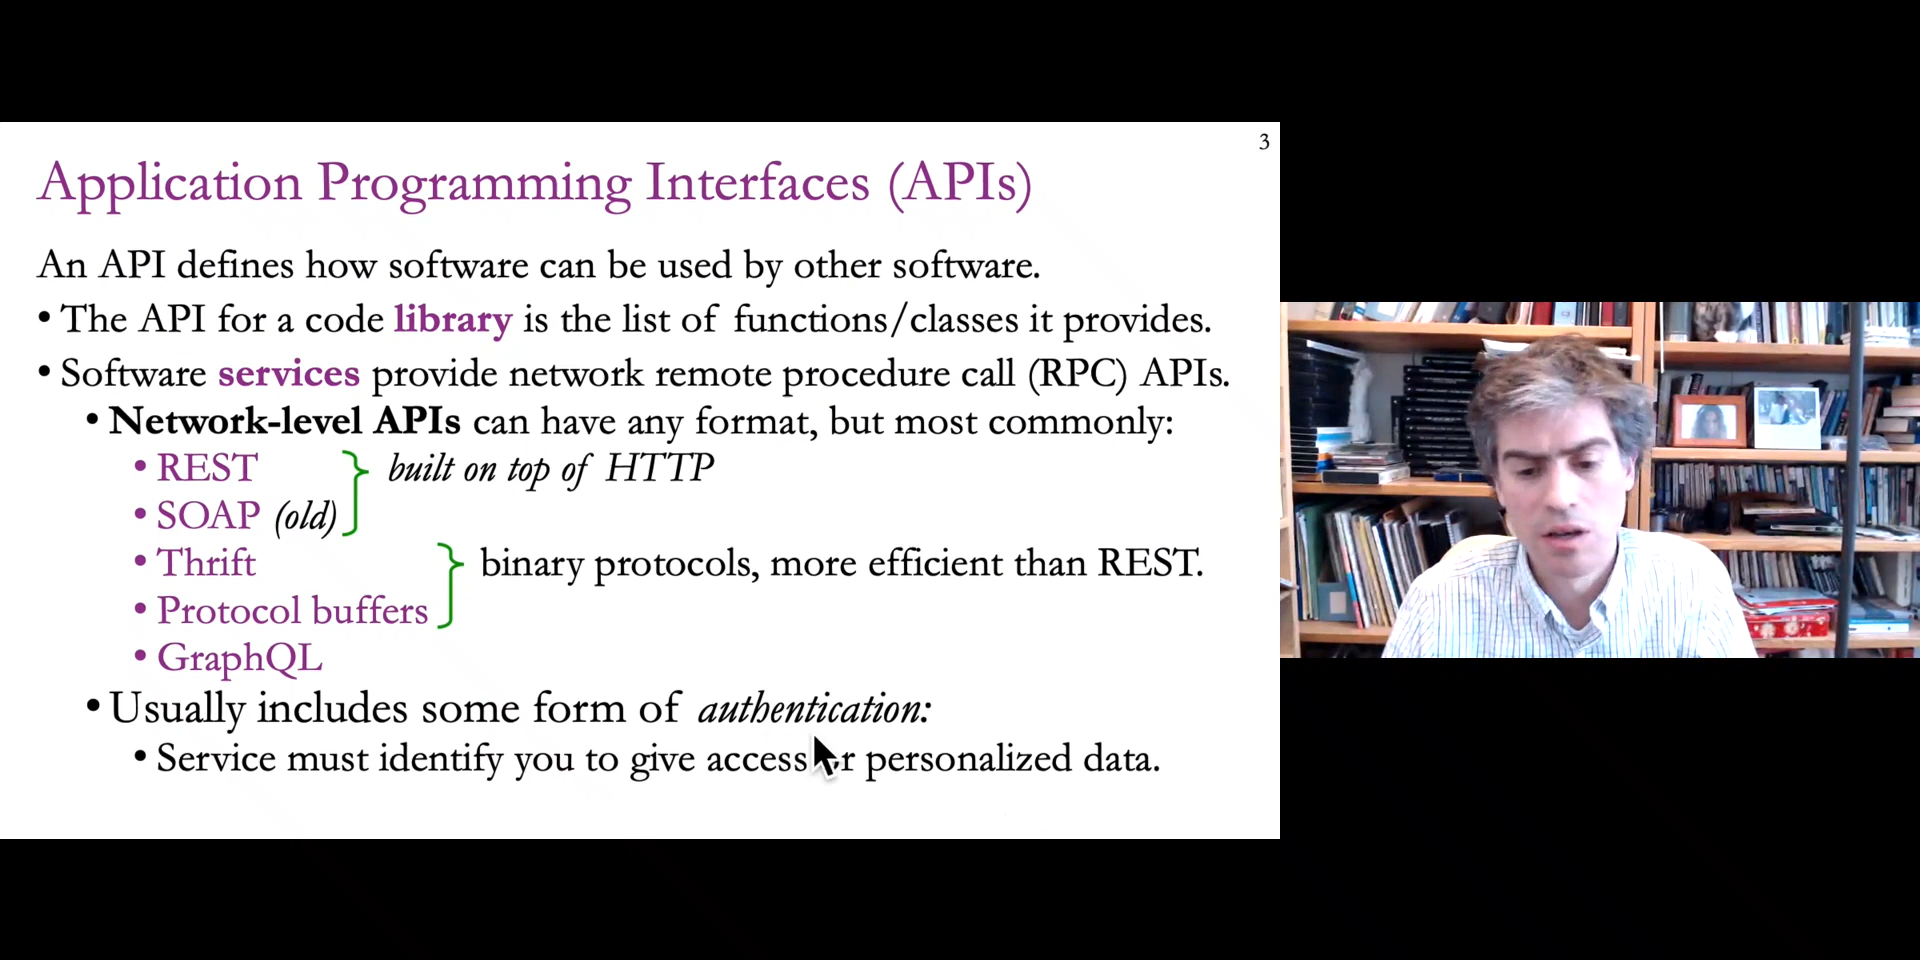 3
Application Programming Interfaces (APIs)
An API defines how software can be used by other software.
• The API for a code library is the list of functions/classes it provides.
• Software services provide network remote procedure call (RPC) APIs.
• Network-level APIs can have any format, but most commonly:
• REST } built on top of HTTP
• SOAP (old)
• Thrift } binary protocols, more efficient than REST.
• Protocol buffers
• GraphQL
• Usually includes some form of authentication:
• Service must identify you to give access personalized data.